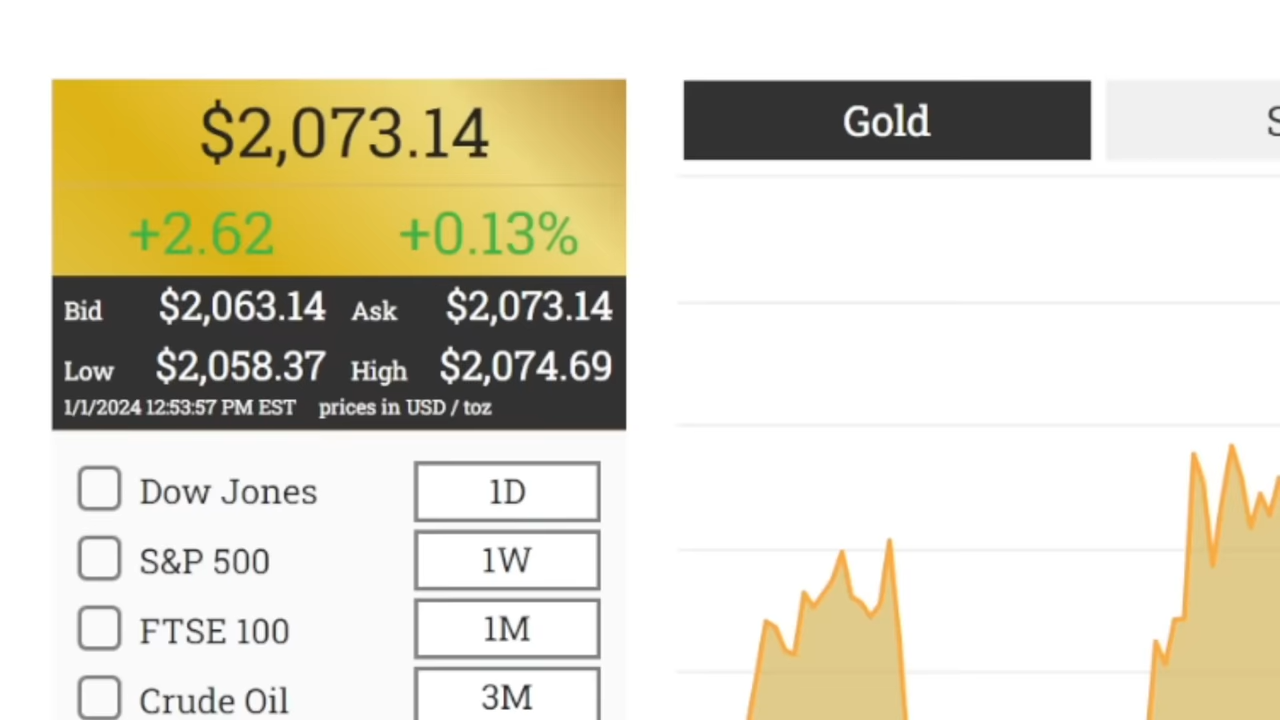 $2,073.14
+2.62 +0.13%
Bid $2,063.14 Ask $2,073.14
Low $2,058.37 High $2,074.69
1/1/2024 12:53:57 PM EST prices in USD / toz
Dow Jones 1D
S&P 500 1W
FTSE 100 1M
Crude Oil 3M
Gold